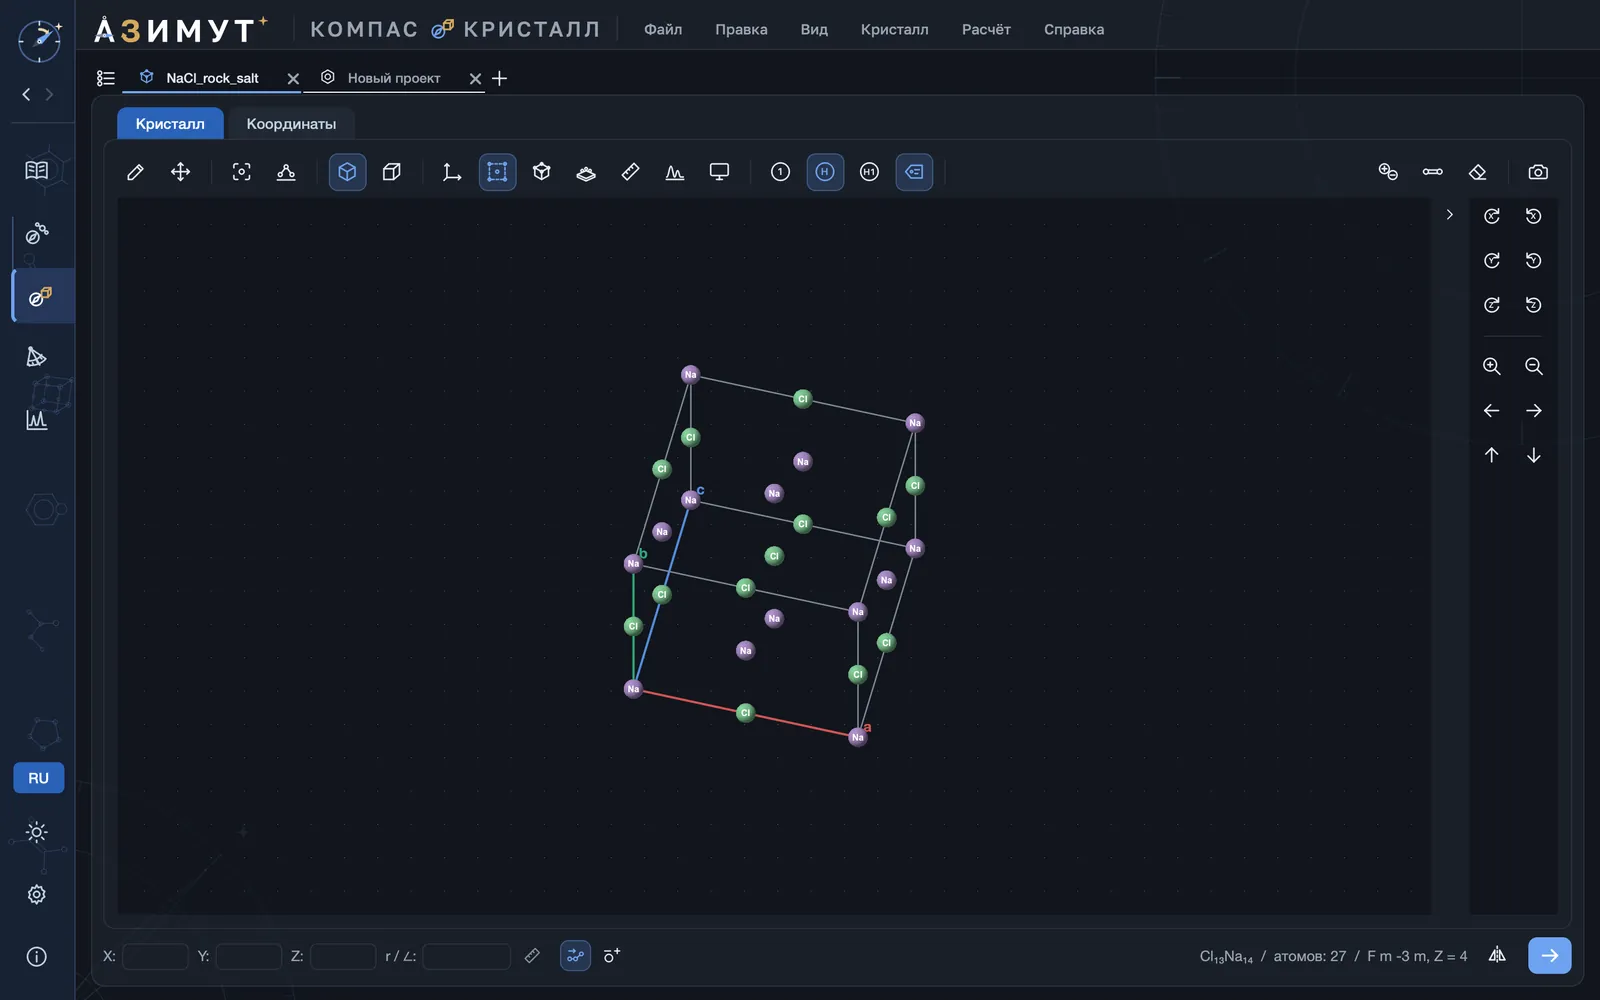 АЗИМУТ
КОМПАС КРИСТАЛЛ
Файл Правка Вид Кристалл Расчёт Справка
NaCl_rock_salt Новый проект
Кристалл Координаты
1 H H1
X X
Y Y
Z Z
Na
Cl
Na
Cl
Na
Cl
Na
Cl
Na
c
Cl
Na
Cl
Na
b
Na
Cl
Na
Na
Cl
Cl
Na
Na
Cl
Cl
Na
Cl
Na
Cl
a
Na
RU
X: Y: Z: r / ∠:
Cl₁₃Na₁₄ / атомов: 27 / F m -3 m, Z = 4